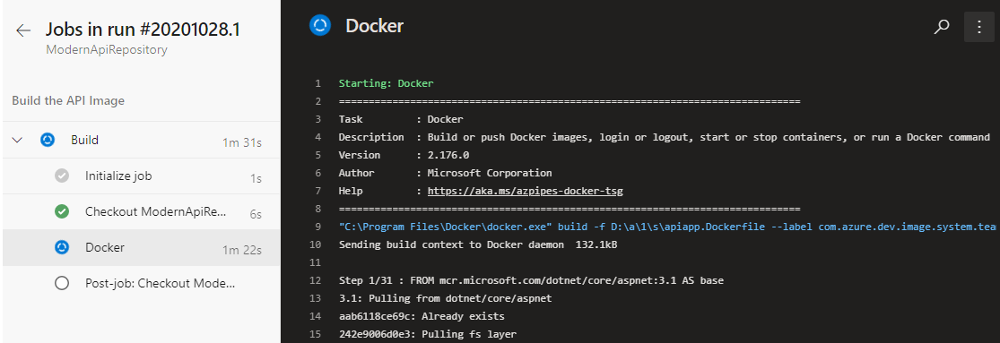 Jobs in run #20201028.1
ModernApiRepository
Build the API Image
Build 1m 31s
Initialize job 1s
Checkout ModernApiRe... 6s
Docker 1m 22s
Post-job: Checkout Mode...
Docker
1 Starting: Docker
2 ==============================================================================
3 Task : Docker
4 Description : Build or push Docker images, login or logout, start or stop containers, or run a Docker command
5 Version : 2.176.0
6 Author : Microsoft Corporation
7 Help : https://aka.ms/azpipes-docker-tsg
8 ==============================================================================
9 "C:\Program Files\Docker\docker.exe" build -f D:\a\1\s\apiapp.Dockerfile --label com.azure.dev.image.system.tea
10 Sending build context to Docker daemon 132.1kB
11
12 Step 1/31 : FROM mcr.microsoft.com/dotnet/core/aspnet:3.1 AS base
13 3.1: Pulling from dotnet/core/aspnet
14 aab6118ce69c: Already exists
15 242e9006d0e3: Pulling fs layer